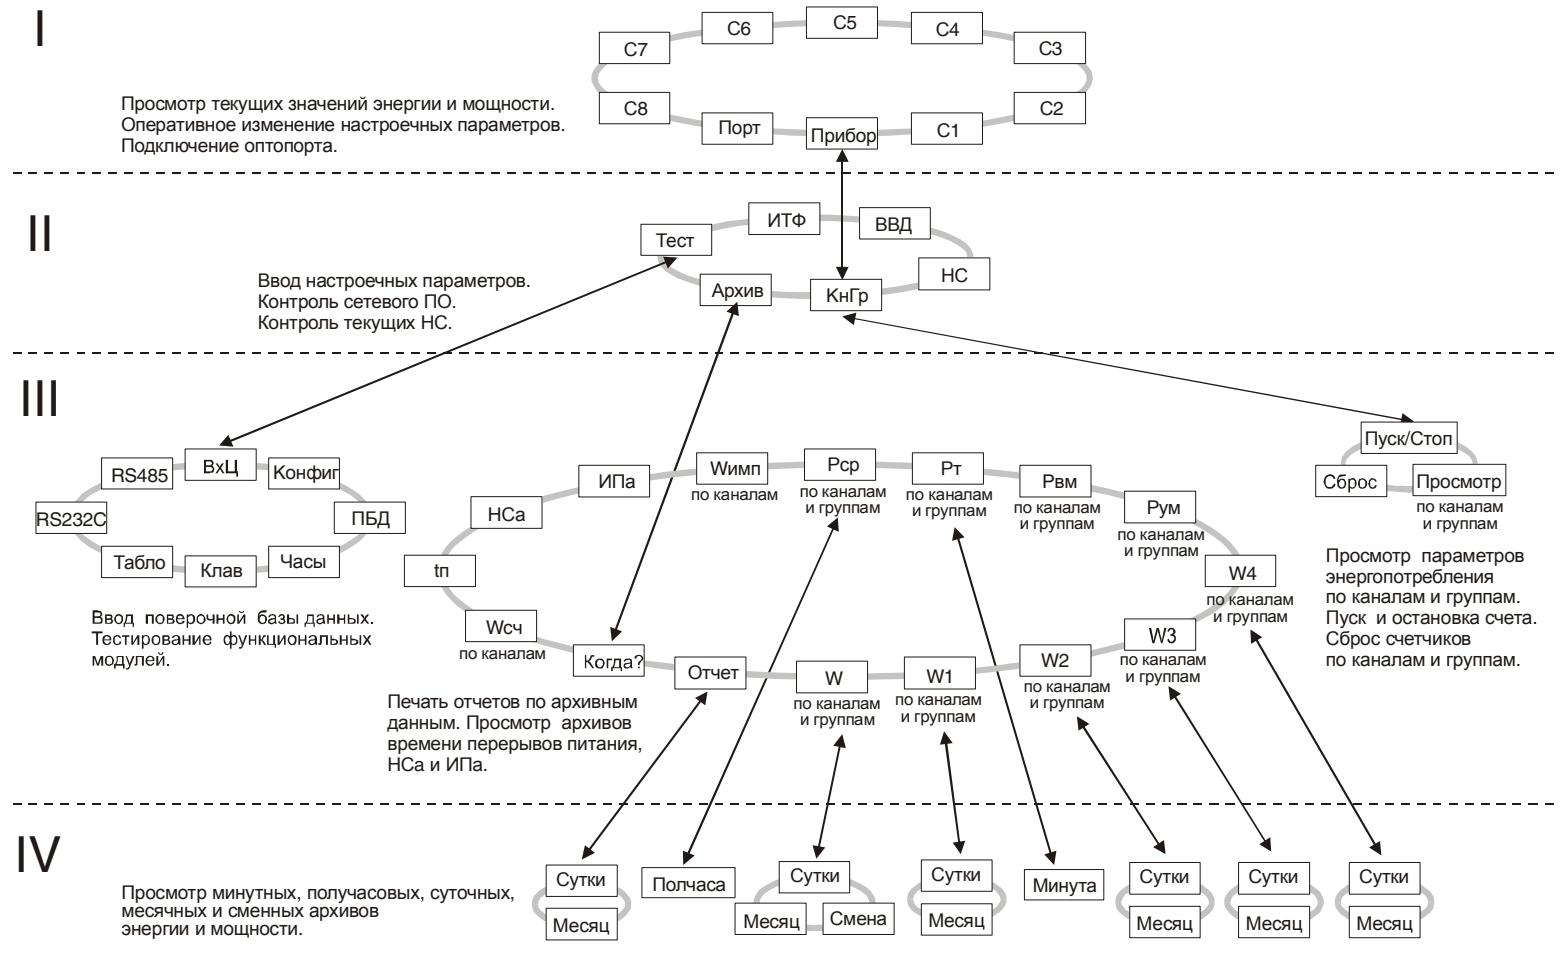 I
C7
C6
C5
C4
C3
C8
Порт
Прибор
C1
C2
Просмотр текущих значений энергии и мощности.
Оперативное изменение настроечных параметров.
Подключение оптопорта.
II
Тест
ИТФ
ВВД
НС
Архив
КнГр
Ввод настроечных параметров.
Контроль сетевого ПО.
Контроль текущих НС.
III
RS485
ВхЦ
Конфиг
RS232C
ПБД
Табло
Клав
Часы
Ввод поверочной базы данных.
Тестирование функциональных
модулей.
НСа
ИПа
Wимп
по каналам
Рср
по каналам
и группам
Рт
по каналам
и группам
Рвм
по каналам
и группам
Рум
по каналам
и группам
tп
W4
по каналам
и группам
Wсч
по каналам
Когда?
Отчет
W
по каналам
и группам
W1
по каналам
и группам
W2
по каналам
и группам
W3
по каналам
и группам
Печать отчетов по архивным
данным. Просмотр архивов
времени перерывов питания,
НСа и ИПа.
Пуск/Стоп
Сброс
Просмотр
по каналам
и группам
Просмотр параметров
энергопотребления
по каналам и группам.
Пуск и остановка счета.
Сброс счетчиков
по каналам и группам.
IV
Просмотр минутных, получасовых, суточных,
месячных и сменных архивов
энергии и мощности.
Сутки
Месяц
Полчаса
Сутки
Месяц
Смена
Сутки
Месяц
Минута
Сутки
Месяц
Сутки
Месяц
Сутки
Месяц